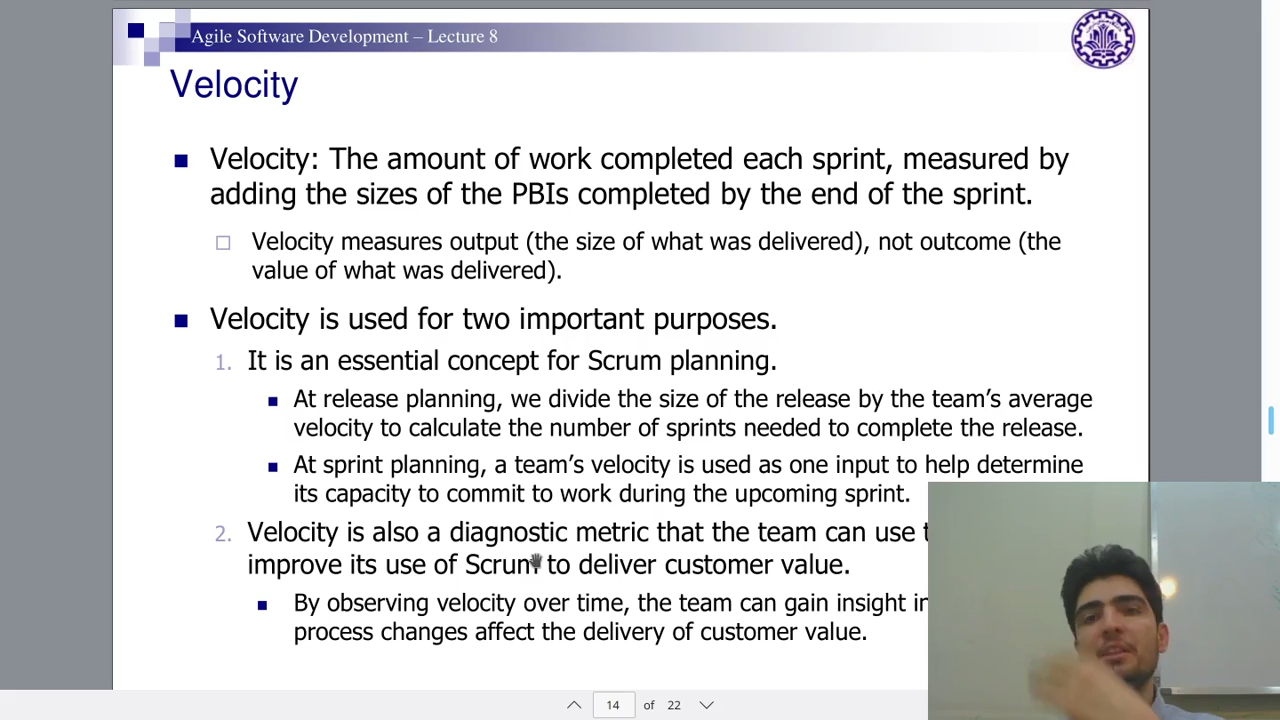 Agile Software Development – Lecture 8
Velocity
Velocity: The amount of work completed each sprint, measured by
adding the sizes of the PBIs completed by the end of the sprint.
Velocity measures output (the size of what was delivered), not outcome (the
value of what was delivered).
Velocity is used for two important purposes.
1. It is an essential concept for Scrum planning.
At release planning, we divide the size of the release by the team's average
velocity to calculate the number of sprints needed to complete the release.
At sprint planning, a team's velocity is used as one input to help determine
its capacity to commit to work during the upcoming sprint.
2. Velocity is also a diagnostic metric that the team can use
improve its use of Scrum to deliver customer value.
By observing velocity over time, the team can gain insight
process changes affect the delivery of customer value.
14 of 22